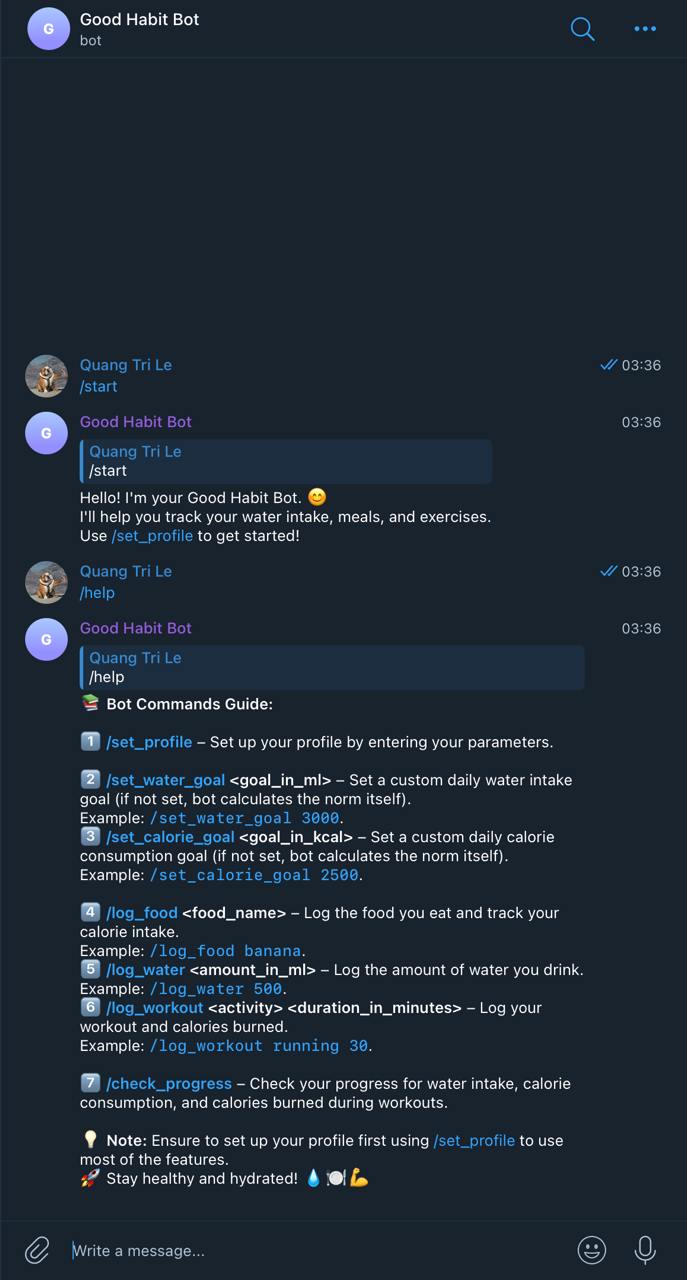 G
Good Habit Bot
bot
Quang Tri Le
03:36
/start
G
Good Habit Bot
03:36
Quang Tri Le
/start
Hello! I'm your Good Habit Bot. 😊
I'll help you track your water intake, meals, and exercises.
Use /set_profile to get started!
Quang Tri Le
03:36
/help
G
Good Habit Bot
03:36
Quang Tri Le
/help
📚 Bot Commands Guide:
1️⃣ /set_profile – Set up your profile by entering your parameters.
2️⃣ /set_water_goal <goal_in_ml> – Set a custom daily water intake
goal (if not set, bot calculates the norm itself).
Example: /set_water_goal 3000.
3️⃣ /set_calorie_goal <goal_in_kcal> – Set a custom daily calorie
consumption goal (if not set, bot calculates the norm itself).
Example: /set_calorie_goal 2500.
4️⃣ /log_food <food_name> – Log the food you eat and track your
calorie intake.
Example: /log_food banana.
5️⃣ /log_water <amount_in_ml> – Log the amount of water you drink.
Example: /log_water 500.
6️⃣ /log_workout <activity> <duration_in_minutes> – Log your
workout and calories burned.
Example: /log_workout running 30.
7️⃣ /check_progress – Check your progress for water intake, calorie
consumption, and calories burned during workouts.
💡 Note: Ensure to set up your profile first using /set_profile to use
most of the features.
🚀 Stay healthy and hydrated! 💧🍽️💪
Write a message...